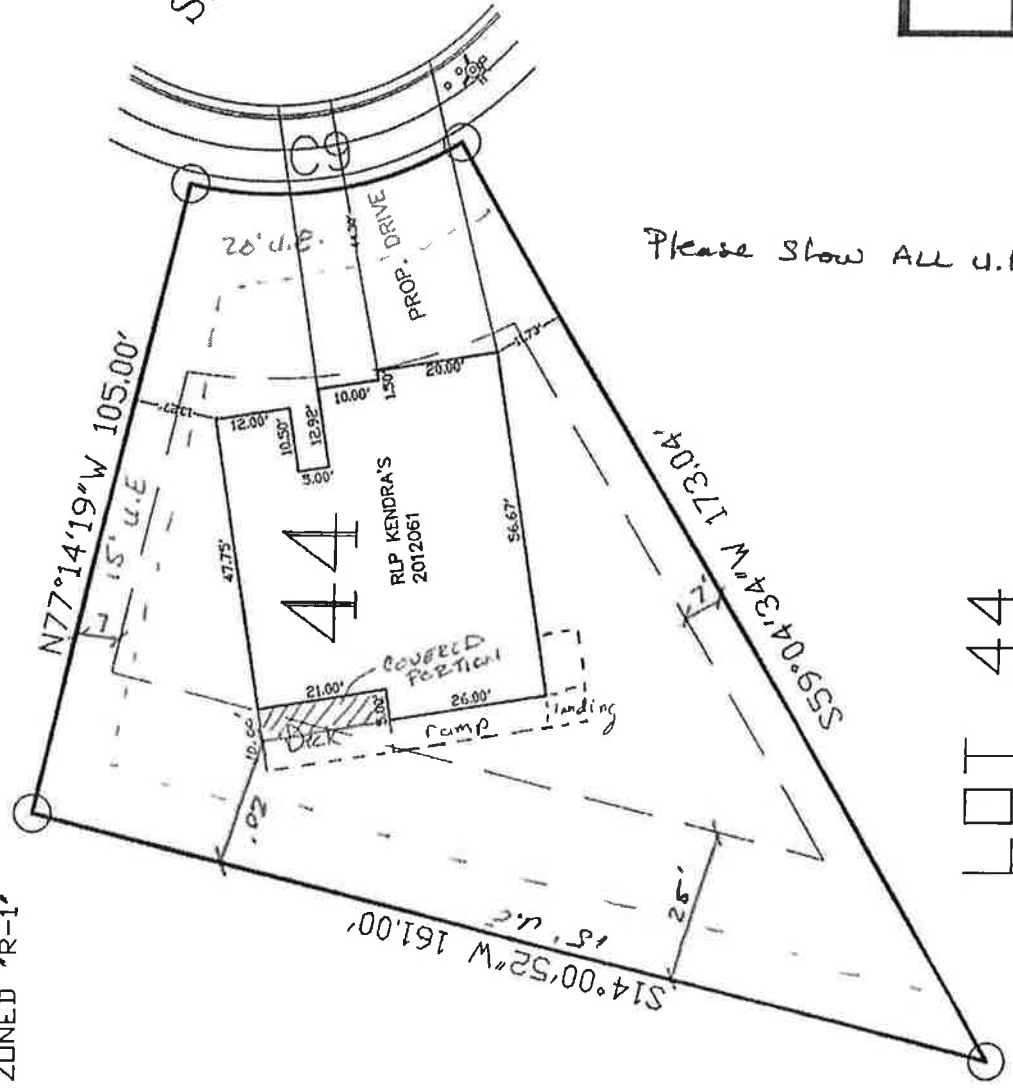 C9
20' U.E.
PROP. DRIVE
Please Show ALL U.
N77°14'19"W 105.00'
15' U.E
7'
12.00'
10.50'
12.92'
5.00'
10.00'
1.50'
20.00'
47.75'
44
RLP KENDRA'S
2012061
56.67'
COVERED
PORTION
21.00'
5.00'
26.00'
Deck
ramp
landing
20'
7'
S59°04'34"W 173.04'
25'
15' U.E
S14°00'52"W 161.00'
LOT 44
ZONED "R-1"